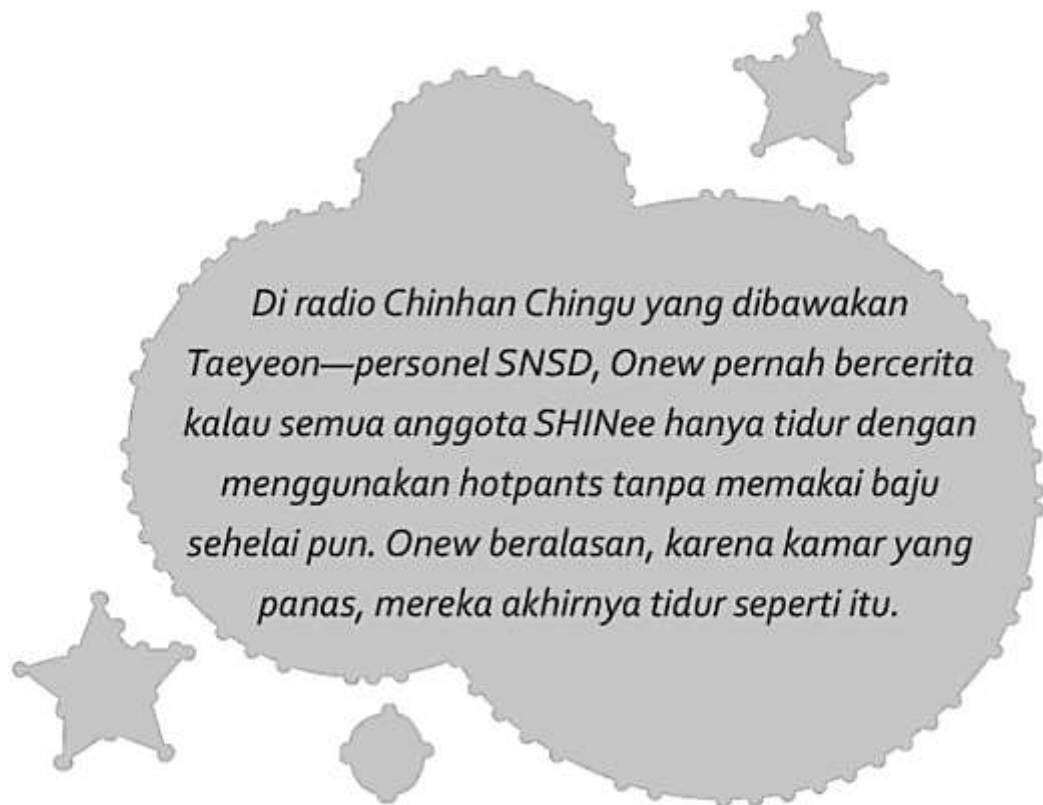 Di radio Chinhan Chingu yang dibawakan
Taeyeon—personel SNSD, Onew pernah bercerita
kalau semua anggota SHINee hanya tidur dengan
menggunakan hotpants tanpa memakai baju
sehelai pun. Onew beralasan, karena kamar yang
panas, mereka akhirnya tidur seperti itu.